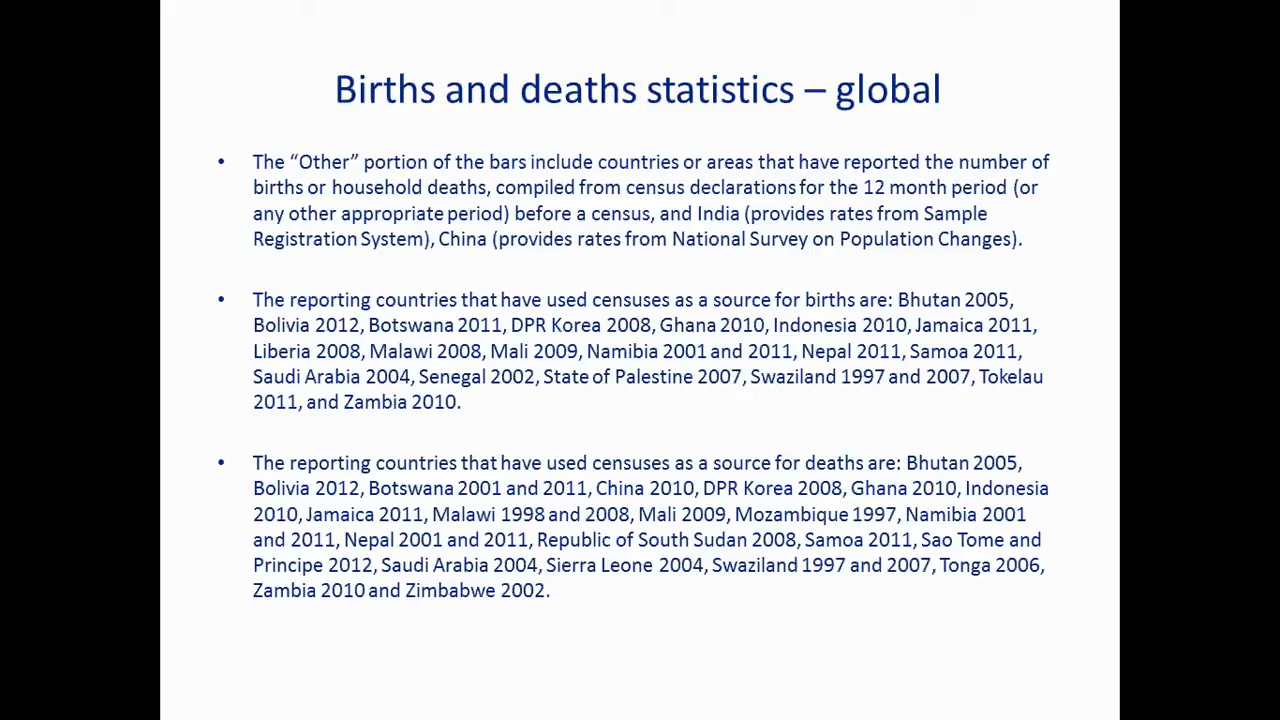 Births and deaths statistics – global
• The “Other” portion of the bars include countries or areas that have reported the number of
births or household deaths, compiled from census declarations for the 12 month period (or
any other appropriate period) before a census, and India (provides rates from Sample
Registration System), China (provides rates from National Survey on Population Changes).
• The reporting countries that have used censuses as a source for births are: Bhutan 2005,
Bolivia 2012, Botswana 2011, DPR Korea 2008, Ghana 2010, Indonesia 2010, Jamaica 2011,
Liberia 2008, Malawi 2008, Mali 2009, Namibia 2001 and 2011, Nepal 2011, Samoa 2011,
Saudi Arabia 2004, Senegal 2002, State of Palestine 2007, Swaziland 1997 and 2007, Tokelau
2011, and Zambia 2010.
• The reporting countries that have used censuses as a source for deaths are: Bhutan 2005,
Bolivia 2012, Botswana 2001 and 2011, China 2010, DPR Korea 2008, Ghana 2010, Indonesia
2010, Jamaica 2011, Malawi 1998 and 2008, Mali 2009, Mozambique 1997, Namibia 2001
and 2011, Nepal 2001 and 2011, Republic of South Sudan 2008, Samoa 2011, Sao Tome and
Principe 2012, Saudi Arabia 2004, Sierra Leone 2004, Swaziland 1997 and 2007, Tonga 2006,
Zambia 2010 and Zimbabwe 2002.